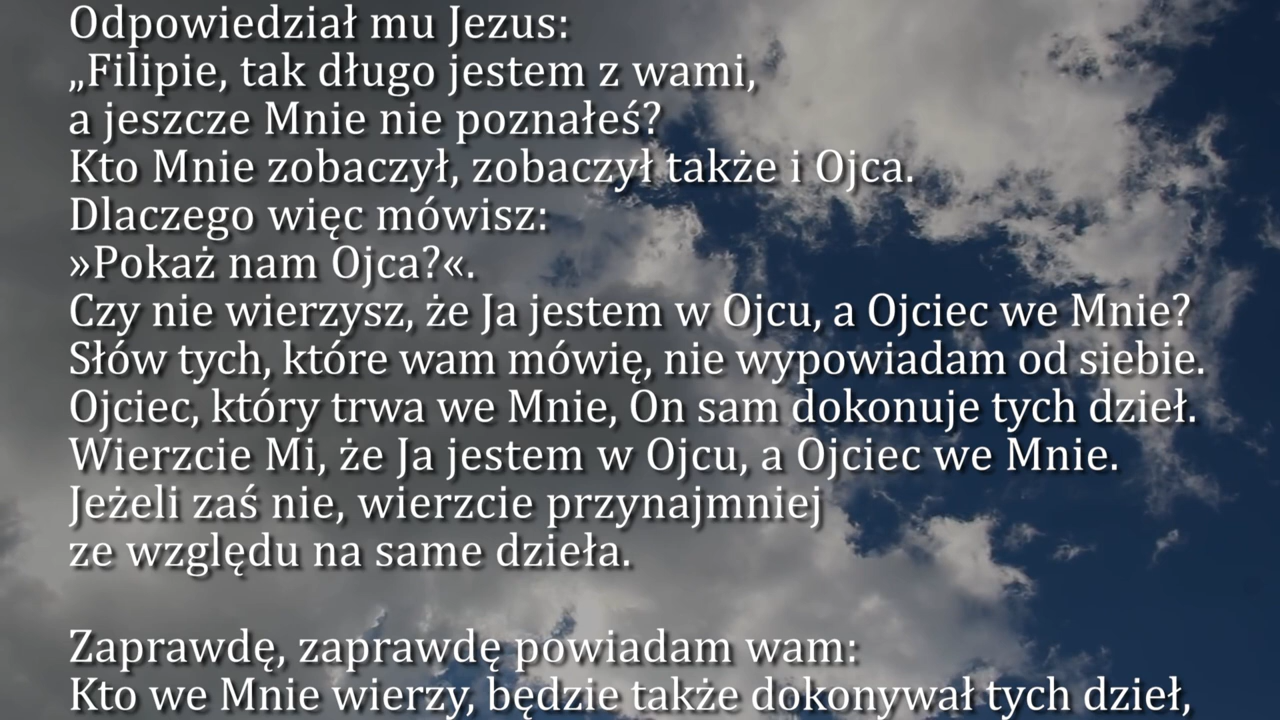 Odpowiedział mu Jezus:
„Filipie, tak długo jestem z wami,
a jeszcze Mnie nie poznałeś?
Kto Mnie zobaczył, zobaczył także i Ojca.
Dlaczego więc mówisz:
»Pokaż nam Ojca?«.
Czy nie wierzysz, że Ja jestem w Ojcu, a Ojciec we Mnie?
Słów tych, które wam mówię, nie wypowiadam od siebie.
Ojciec, który trwa we Mnie, On sam dokonuje tych dzieł.
Wierzcie Mi, że Ja jestem w Ojcu, a Ojciec we Mnie.
Jeżeli zaś nie, wierzcie przynajmniej
ze względu na same dzieła.
Zaprawdę, zaprawdę powiadam wam:
Kto we Mnie wierzy, będzie także dokonywał tych dzieł,